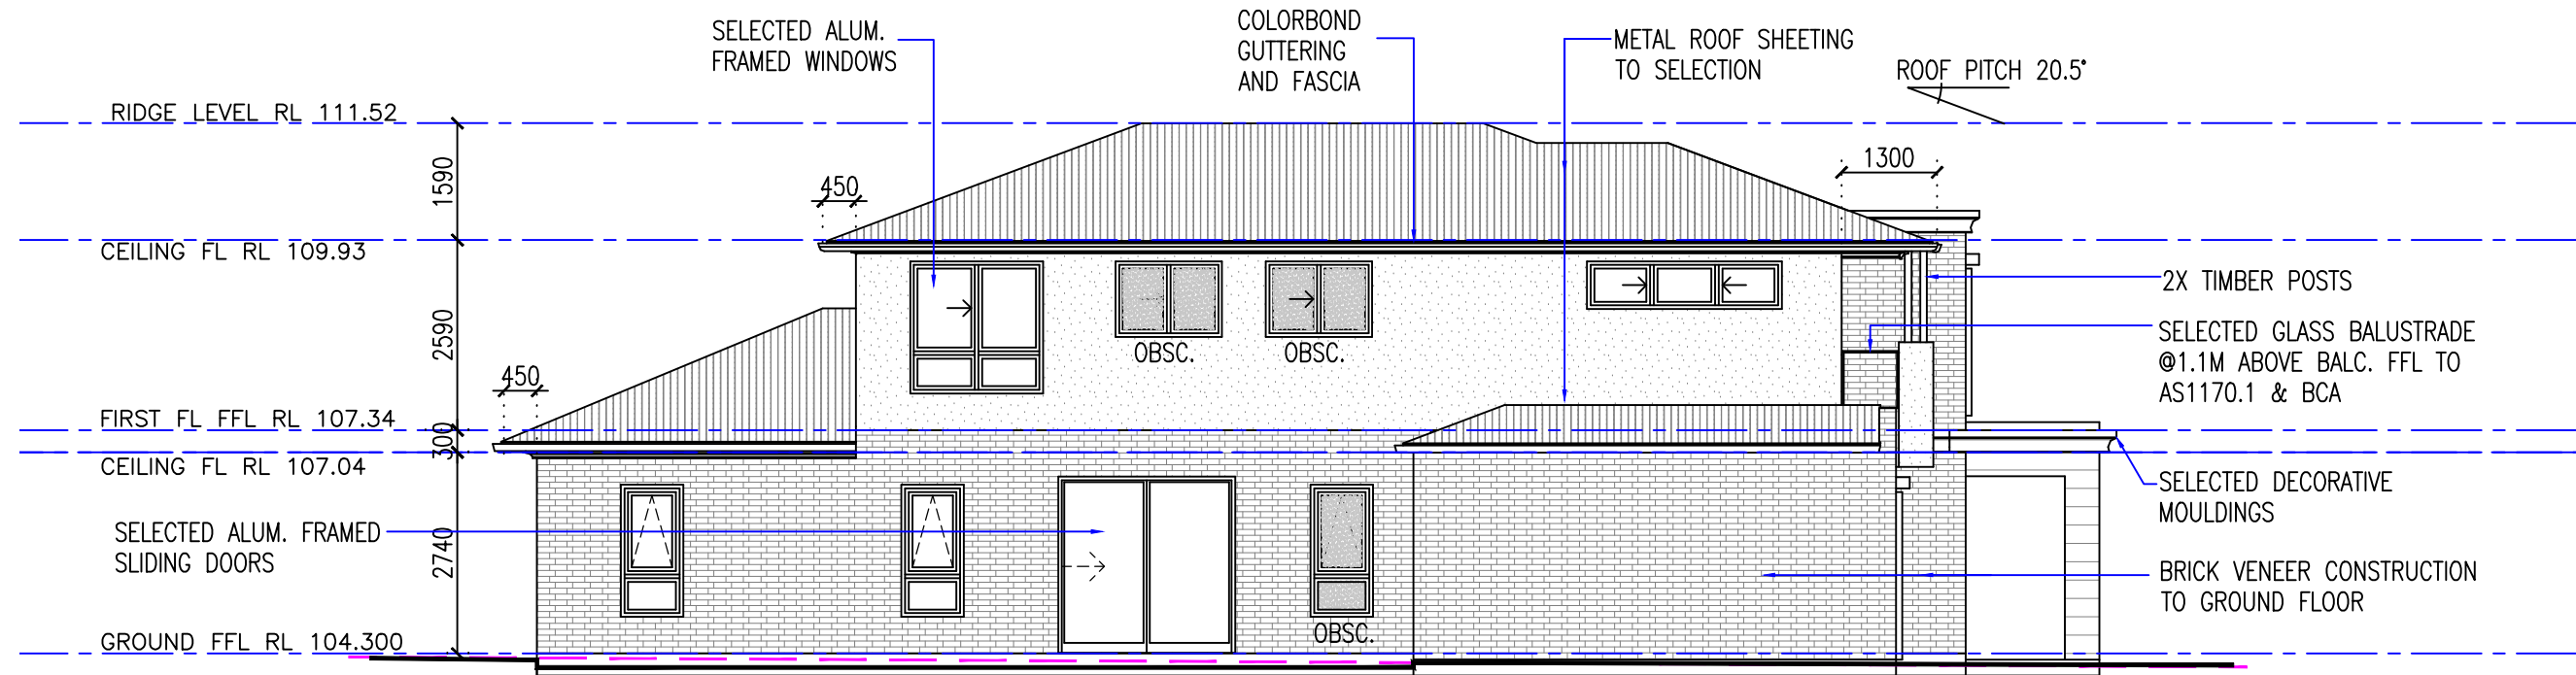 SELECTED ALUM.
FRAMED WINDOWS
COLORBOND
GUTTERING
AND FASCIA
METAL ROOF SHEETING
TO SELECTION
ROOF PITCH 20.5°
RIDGE LEVEL RL 111.52
1590
450
1300
CEILING FL RL 109.93
2590
450
OBSC.
OBSC.
2X TIMBER POSTS
SELECTED GLASS BALUSTRADE
@1.1M ABOVE BALC. FFL TO
AS1170.1 & BCA
FIRST FL FFL RL 107.34
300
CEILING FL RL 107.04
SELECTED DECORATIVE
MOULDINGS
SELECTED ALUM. FRAMED
SLIDING DOORS
2740
BRICK VENEER CONSTRUCTION
TO GROUND FLOOR
OBSC.
GROUND FFL RL 104.300